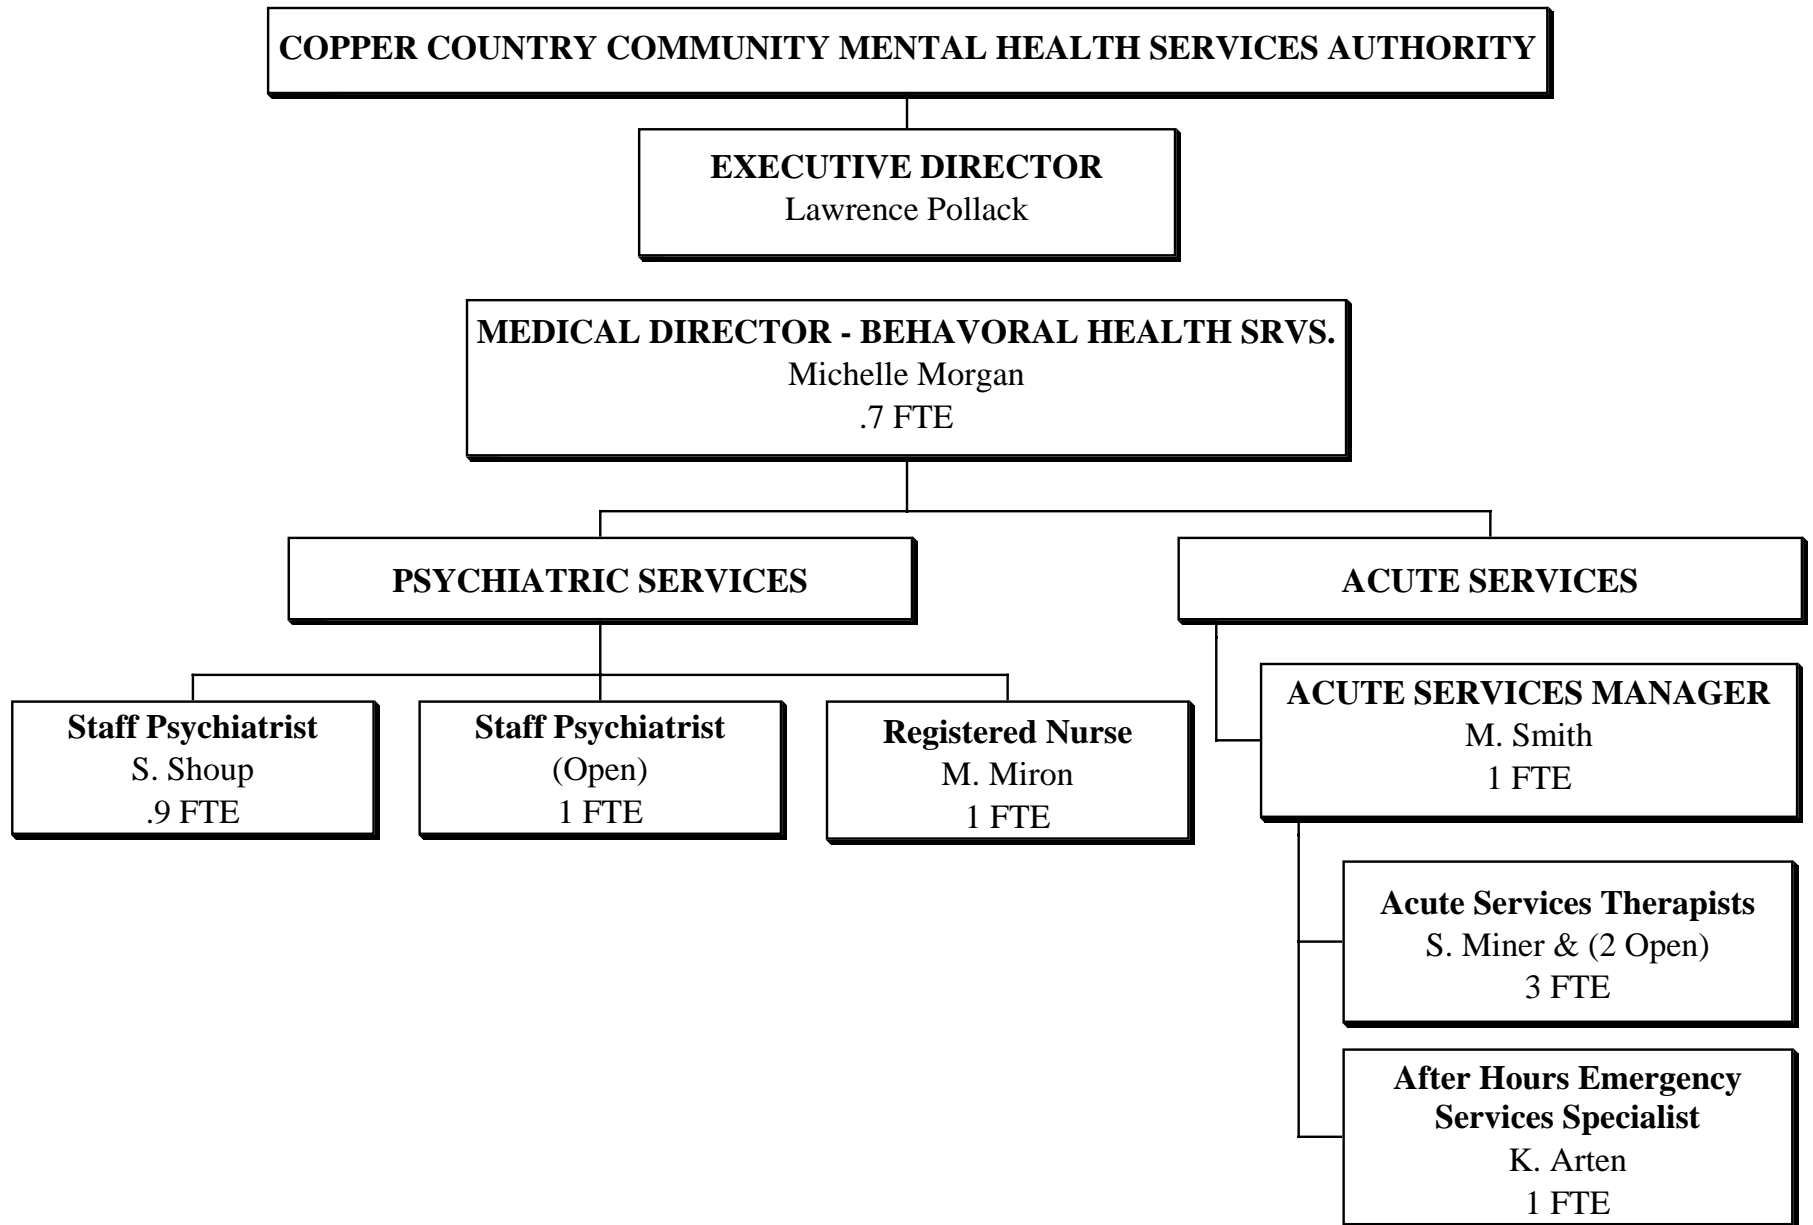 COPPER COUNTRY COMMUNITY MENTAL HEALTH SERVICES AUTHORITY
EXECUTIVE DIRECTOR
Lawrence Pollack
MEDICAL DIRECTOR - BEHAVORAL HEALTH SRVS.
Michelle Morgan
.7 FTE
PSYCHIATRIC SERVICES
Staff Psychiatrist
S. Shoup
.9 FTE
Staff Psychiatrist
(Open)
1 FTE
Registered Nurse
M. Miron
1 FTE
ACUTE SERVICES
ACUTE SERVICES MANAGER
M. Smith
1 FTE
Acute Services Therapists
S. Miner & (2 Open)
3 FTE
After Hours Emergency
Services Specialist
K. Arten
1 FTE